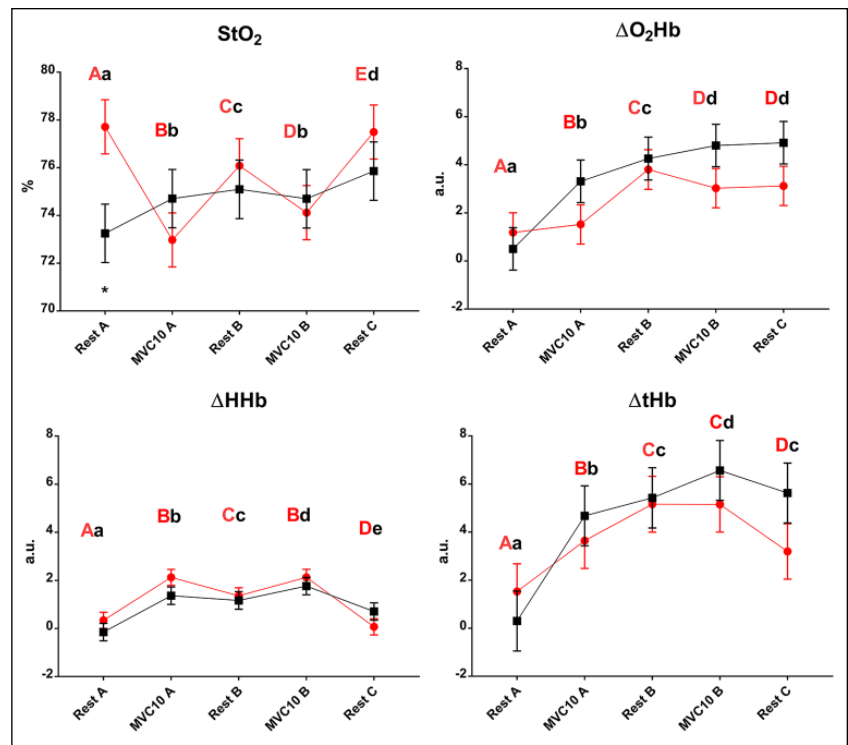 StO₂
80
78
76
74
72
70
%
Aa
Bb
Cc
Db
Ed
*
Rest A
MVC10 A
Rest B
MVC10 B
Rest C
ΔO₂Hb
8
6
4
2
0
-2
a.u.
Aa
Bb
Cc
Dd
Dd
Rest A
MVC10 A
Rest B
MVC10 B
Rest C
ΔHHb
8
6
4
2
0
-2
a.u.
Aa
Bb
Cc
Bd
De
Rest A
MVC10 A
Rest B
MVC10 B
Rest C
ΔtHb
8
6
4
2
0
-2
a.u.
Aa
Bb
Cc
Cd
Dc
Rest A
MVC10 A
Rest B
MVC10 B
Rest C